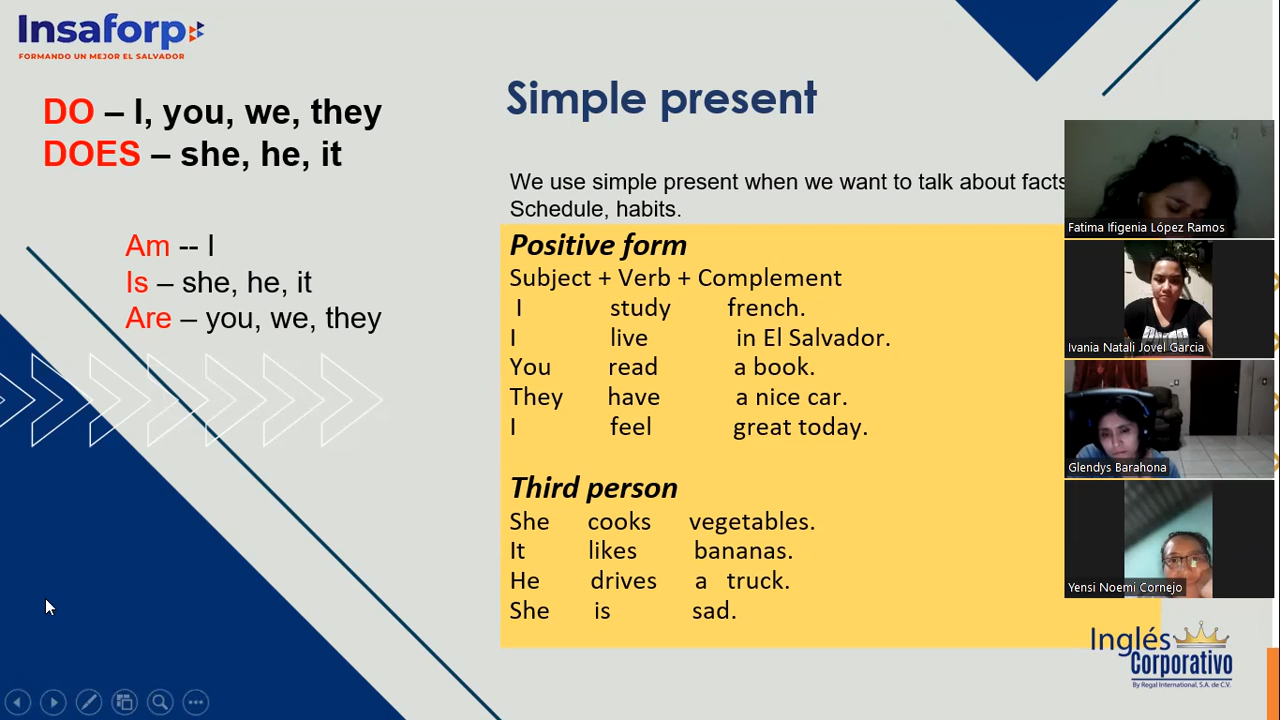 Insaforp
FORMANDO UN MEJOR EL SALVADOR
DO – I, you, we, they
DOES – she, he, it
Am -- I
Is – she, he, it
Are – you, we, they
Simple present
We use simple present when we want to talk about facts
Schedule, habits.
Positive form
Subject + Verb + Complement
I study french.
I live in El Salvador.
You read a book.
They have a nice car.
I feel great today.
Third person
She cooks vegetables.
It likes bananas.
He drives a truck.
She is sad.
Fatima Ifigenia López Ramos
Ivania Natali Jovel Garcia
Glendys Barahona
Yensi Noemi Cornejo
Inglés
Corporativo
By Regal International, S.A. de C.V.